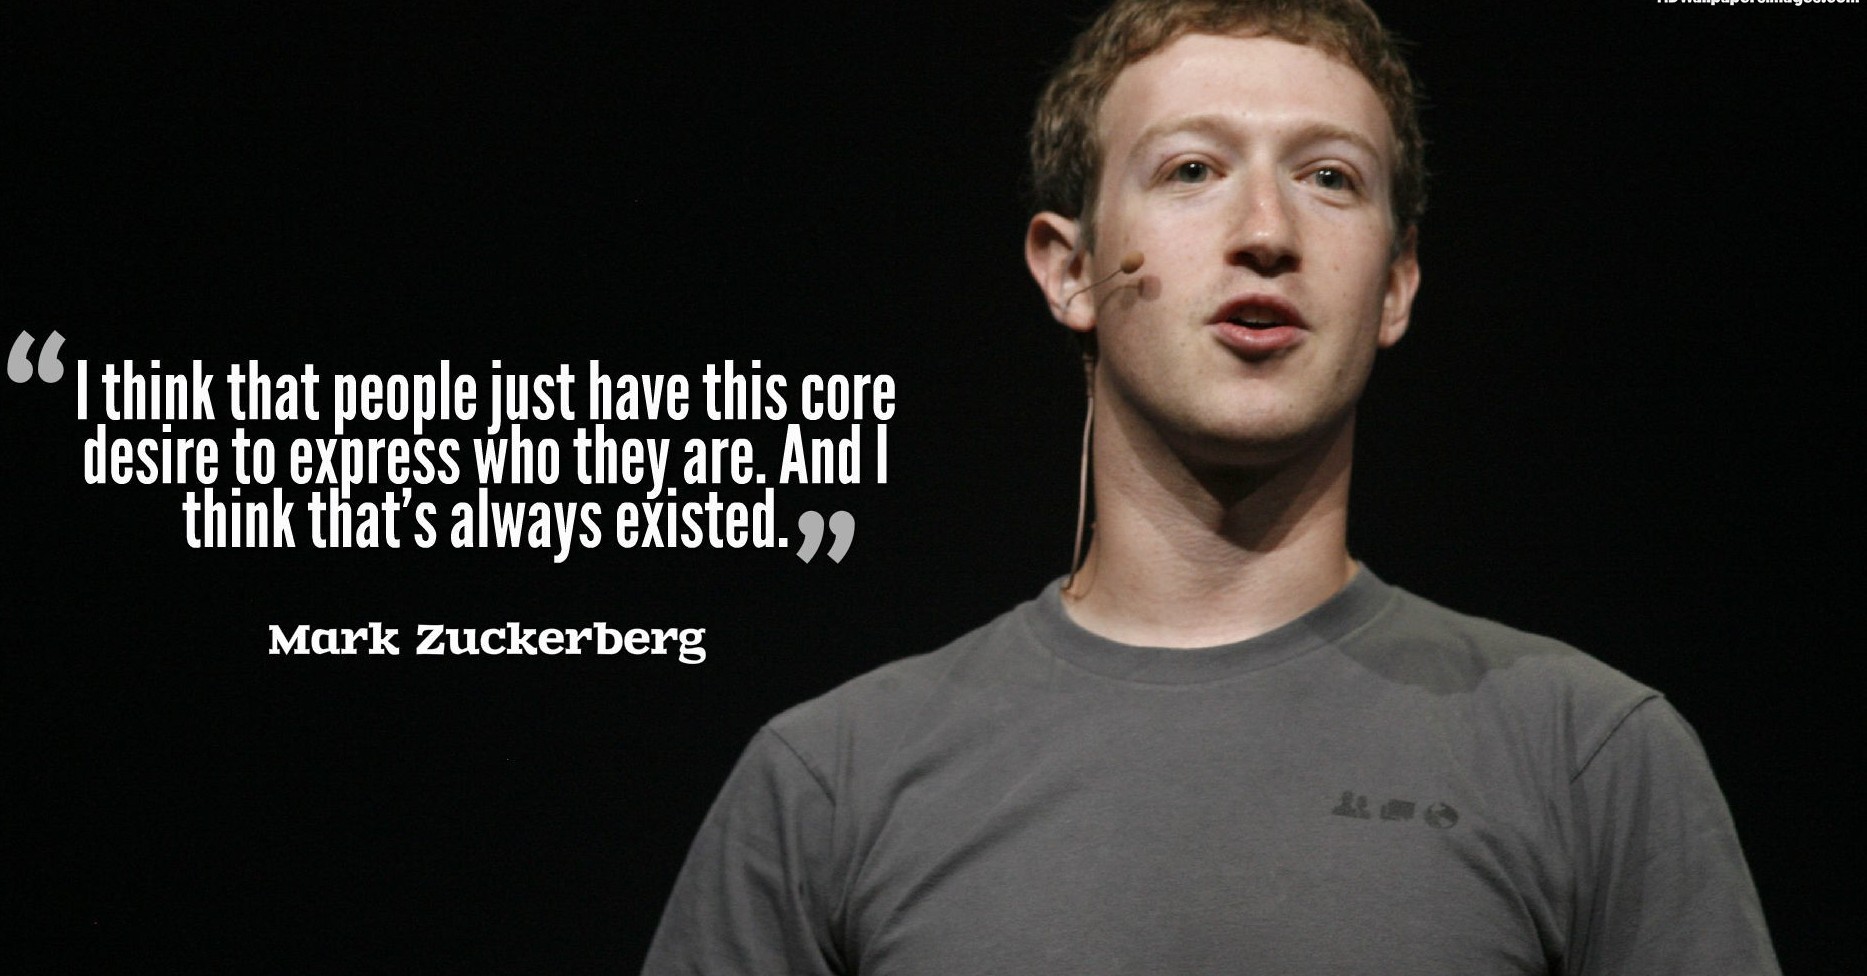 “I think that people just have this core
desire to express who they are. And I
think that’s always existed.”
Mark Zuckerberg